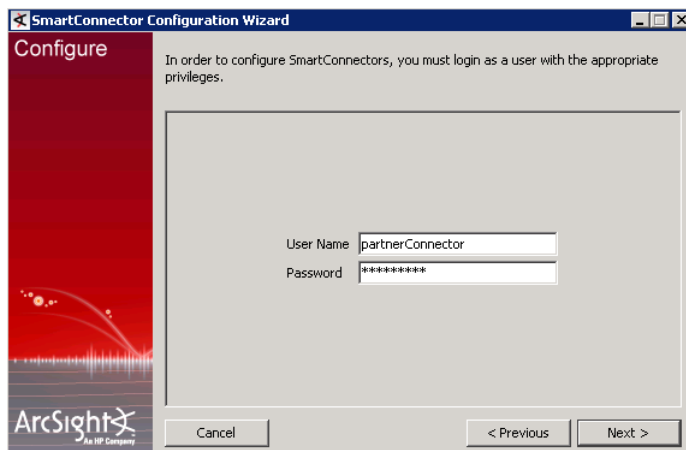 SmartConnector Configuration Wizard
Configure
In order to configure SmartConnectors, you must login as a user with the appropriate
privileges.
User Name partnerConnector
Password *********
ArcSight
An HP Company
Cancel < Previous Next >